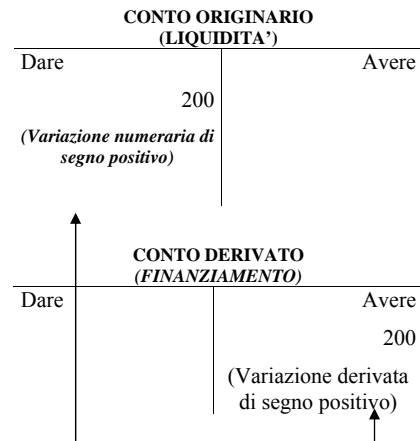 CONTO ORIGINARIO
(LIQUIDITA’)
Dare Avere
200
(Variazione numeraria di
segno positivo)
CONTO DERIVATO
(FINANZIAMENTO)
Dare Avere
200
(Variazione derivata
di segno positivo)